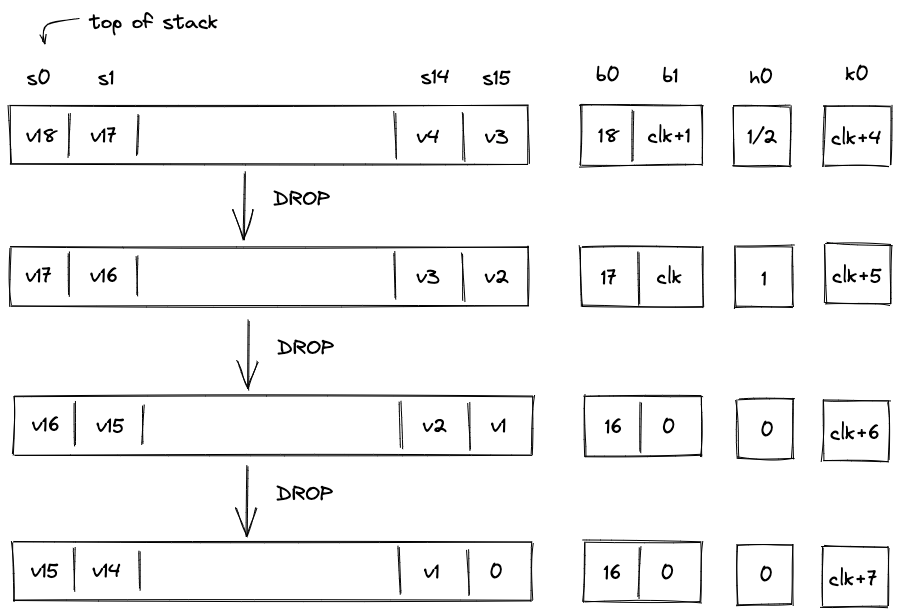 top of stack
s0 s1 s14 s15 b0 b1 h0 k0
v18 v17 v4 v3 18 clk+1 1/2 clk+4
DROP
v17 v16 v3 v2 17 clk 1 clk+5
DROP
v16 v15 v2 v1 16 0 0 clk+6
DROP
v15 v14 v1 0 16 0 0 clk+7